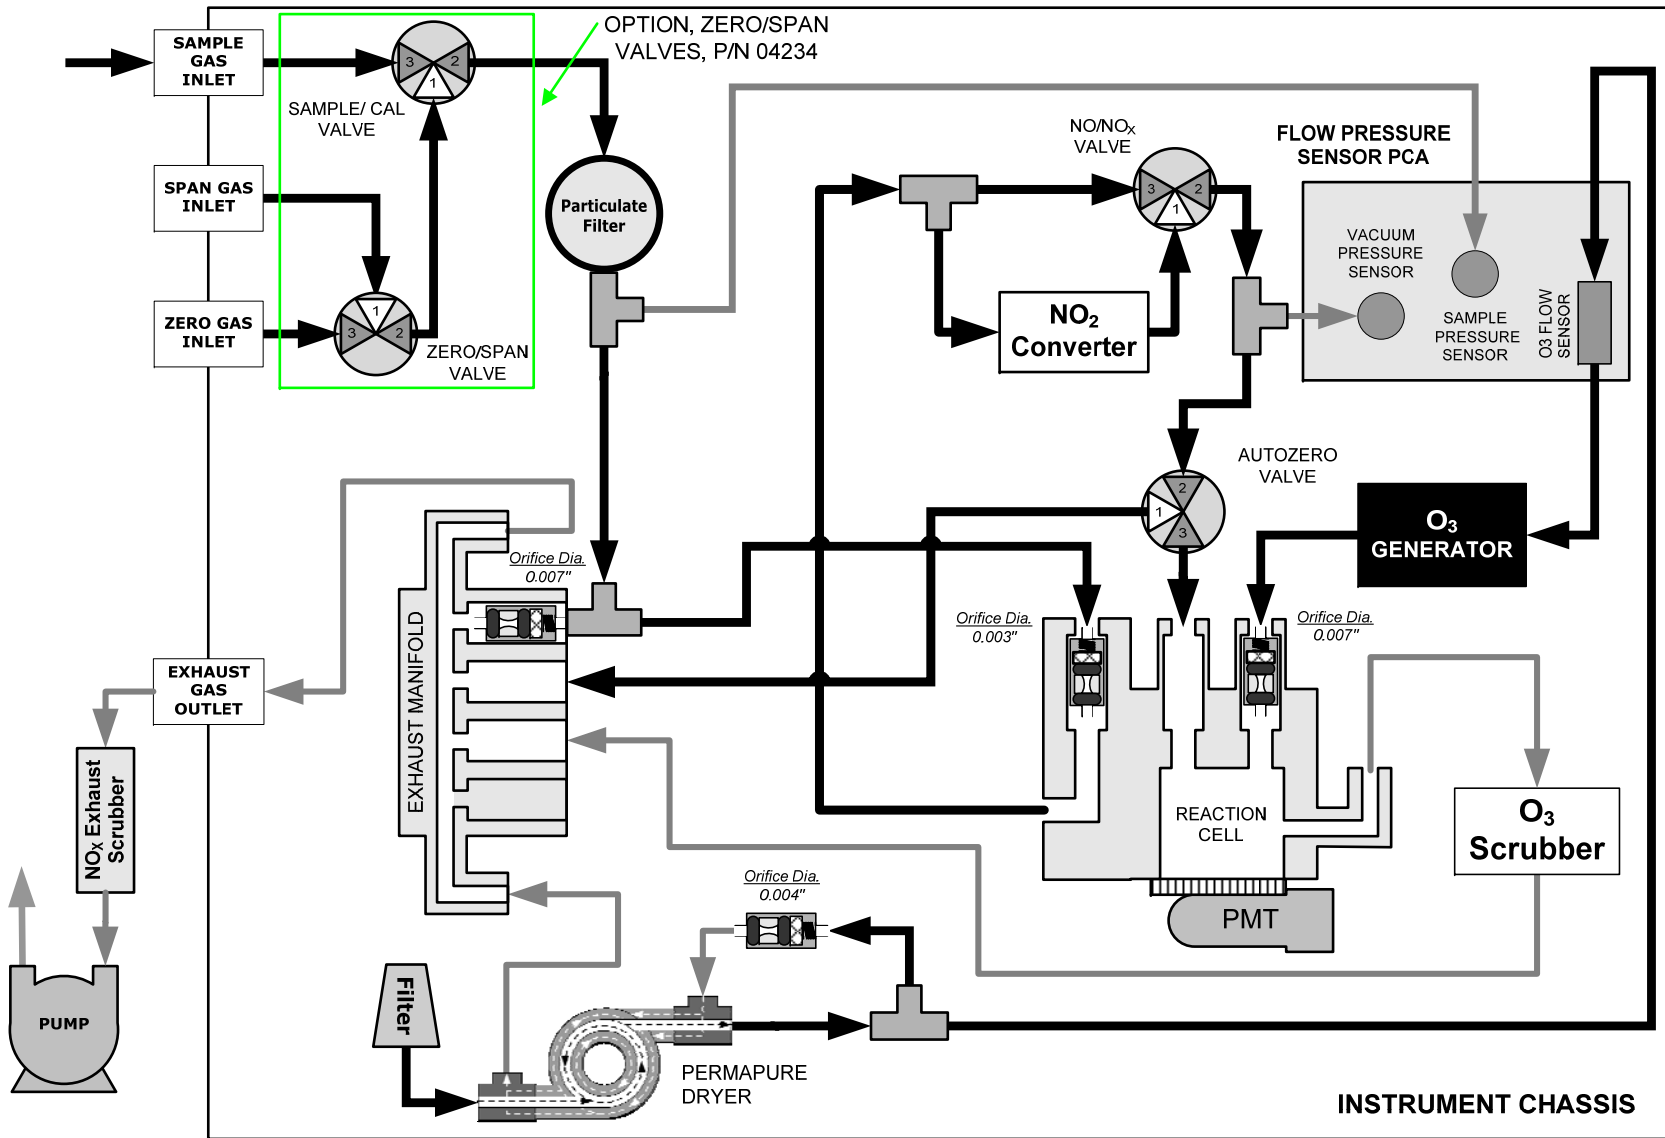 SAMPLE
GAS
INLET
3
2
1
SAMPLE/ CAL
VALVE
OPTION, ZERO/SPAN
VALVES, P/N 04234
SPAN GAS
INLET
ZERO GAS
INLET
1
3
2
ZERO/SPAN
VALVE
Particulate
Filter
NO/NOX
VALVE
3
2
1
NO2
Converter
FLOW PRESSURE
SENSOR PCA
VACUUM
PRESSURE
SENSOR
SAMPLE
PRESSURE
SENSOR
O3 FLOW
SENSOR
AUTOZERO
VALVE
2
1
3
O3
GENERATOR
Orifice Dia.
0.007"
Orifice Dia.
0.003"
Orifice Dia.
0.007"
EXHAUST MANIFOLD
EXHAUST
GAS
OUTLET
NOX Exhaust
Scrubber
REACTION
CELL
O3
Scrubber
PMT
Orifice Dia.
0.004"
PUMP
Filter
PERMAPURE
DRYER
INSTRUMENT CHASSIS